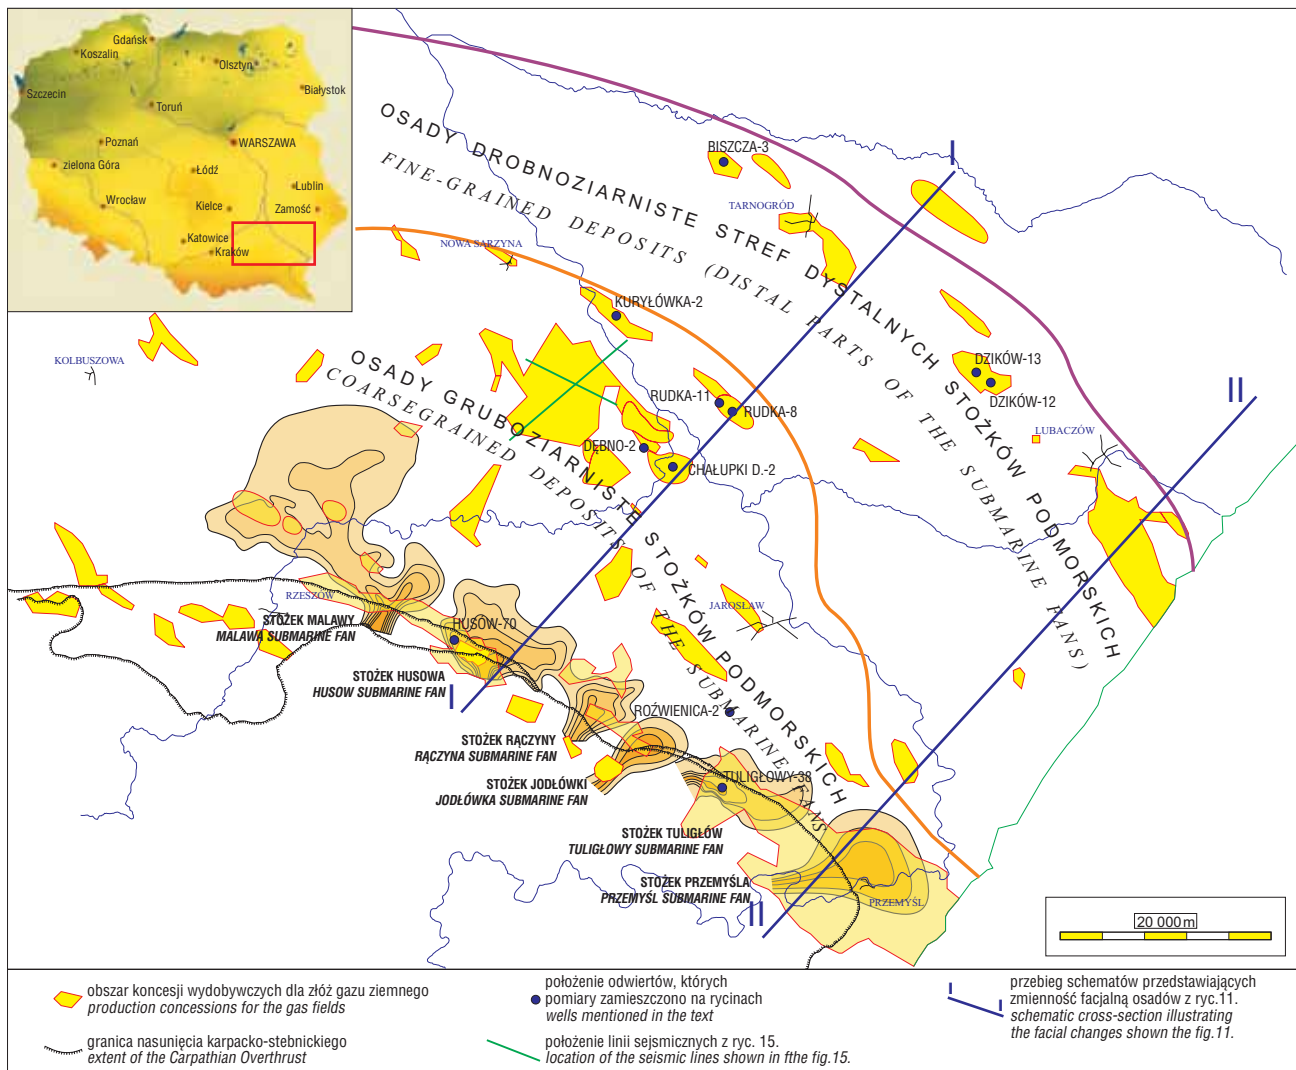 Gdańsk
Koszalin
Olsztyn
Szczecin
Białystok
Toruń
Poznań
WARSZAWA
zielona Góra
Łódź
Lublin
Wrocław
Kielce
Zamość
Katowice
Kraków
OSADY DROBNOZIARNISTE STREF DYSTALNYCH STOŻKÓW PODMORSKICH
FINE-GRAINED DEPOSITS (DISTAL PARTS OF THE SUBMARINE FANS)
BISZCZA-3
I
TARNOGRÓD
NOWA SARZYNA
KURYŁÓWKA-2
KOLBUSZOWA
OSADY GRUBOZIARNISTE STOŻKÓW PODMORSKICH
COARSEGRAINED DEPOSITS OF THE SUBMARINE FANS
DZIKÓW-13
DZIKÓW-12
II
RUDKA-11
RUDKA-8
LUBACZÓW
DĘBNO-2
CHAŁUPKI D.-2
RZESZÓW
JAROSŁAW
STOŻEK MALAWY
MALAWA SUBMARINE FAN
HUSÓW-70
STOŻEK HUSOWA
HUSOW SUBMARINE FAN
I
ROŹWIENICA-2
STOŻEK RĄCZYNY
RĄCZYNA SUBMARINE FAN
STOŻEK JODŁÓWKI
JODŁÓWKA SUBMARINE FAN
TULIGŁOWY-38
STOŻEK TULIGŁÓW
TULIGŁOWY SUBMARINE FAN
STOŻEK PRZEMYŚLA
PRZEMYŚL SUBMARINE FAN
PRZEMYŚL
II
20 000 m
obszar koncesji wydobywczych dla złóż gazu ziemnego
production concessions for the gas fields
granica nasunięcia karpacko-stebnickiego
extent of the Carpathian Overthrust
położenie odwiertów, których
pomiary zamieszczono na rycinach
wells mentioned in the text
położenie linii sejsmicznych z ryc. 15.
location of the seismic lines shown in fthe fig.15.
I
I
przebieg schematów przedstawiających
zmienność facjalną osadów z ryc.11.
schematic cross-section illustrating
the facial changes shown the fig.11.